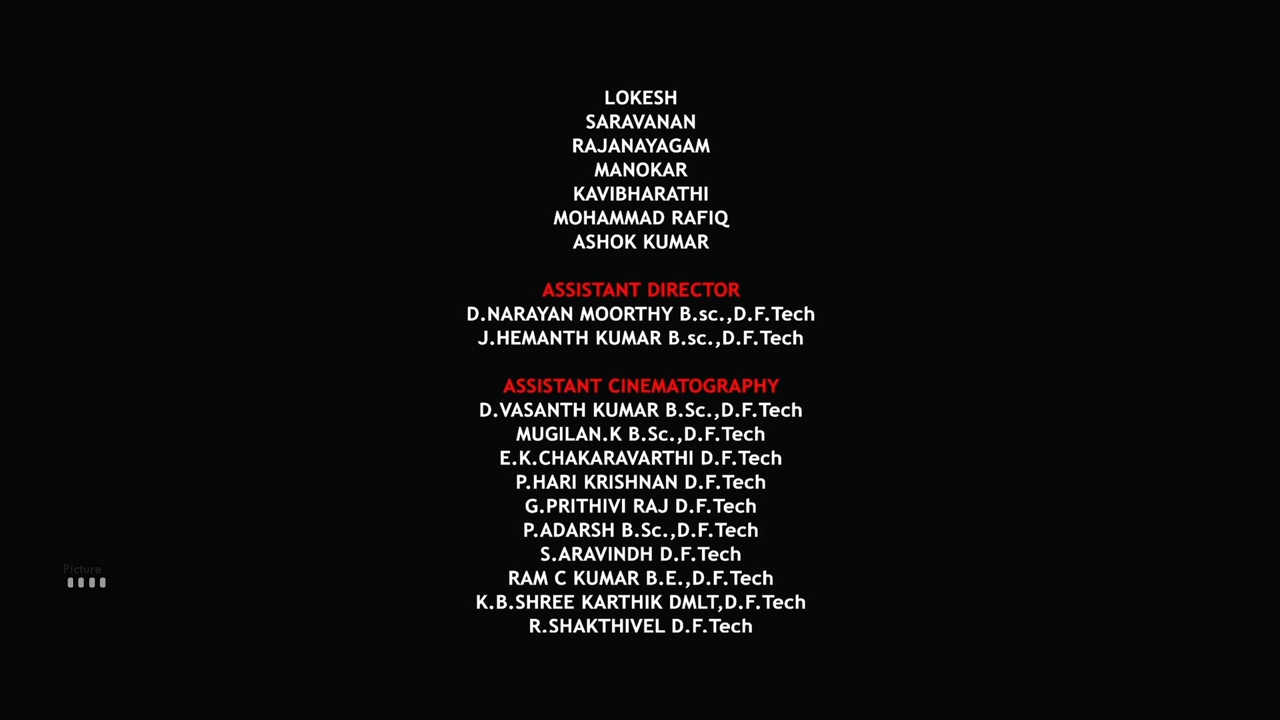 LOKESH
SARAVANAN
RAJANAYAGAM
MANOKAR
KAVIBHARATHI
MOHAMMAD RAFIQ
ASHOK KUMAR
ASSISTANT DIRECTOR
D.NARAYAN MOORTHY B.sc.,D.F.Tech
J.HEMANTH KUMAR B.sc.,D.F.Tech
ASSISTANT CINEMATOGRAPHY
D.VASANTH KUMAR B.Sc.,D.F.Tech
MUGILAN.K B.Sc.,D.F.Tech
E.K.CHAKARAVARTHI D.F.Tech
P.HARI KRISHNAN D.F.Tech
G.PRITHIVI RAJ D.F.Tech
P.ADARSH B.Sc.,D.F.Tech
S.ARAVINDH D.F.Tech
Picture
RAM C KUMAR B.E.,D.F.Tech
K.B.SHREE KARTHIK DMLT,D.F.Tech
R.SHAKTHIVEL D.F.Tech